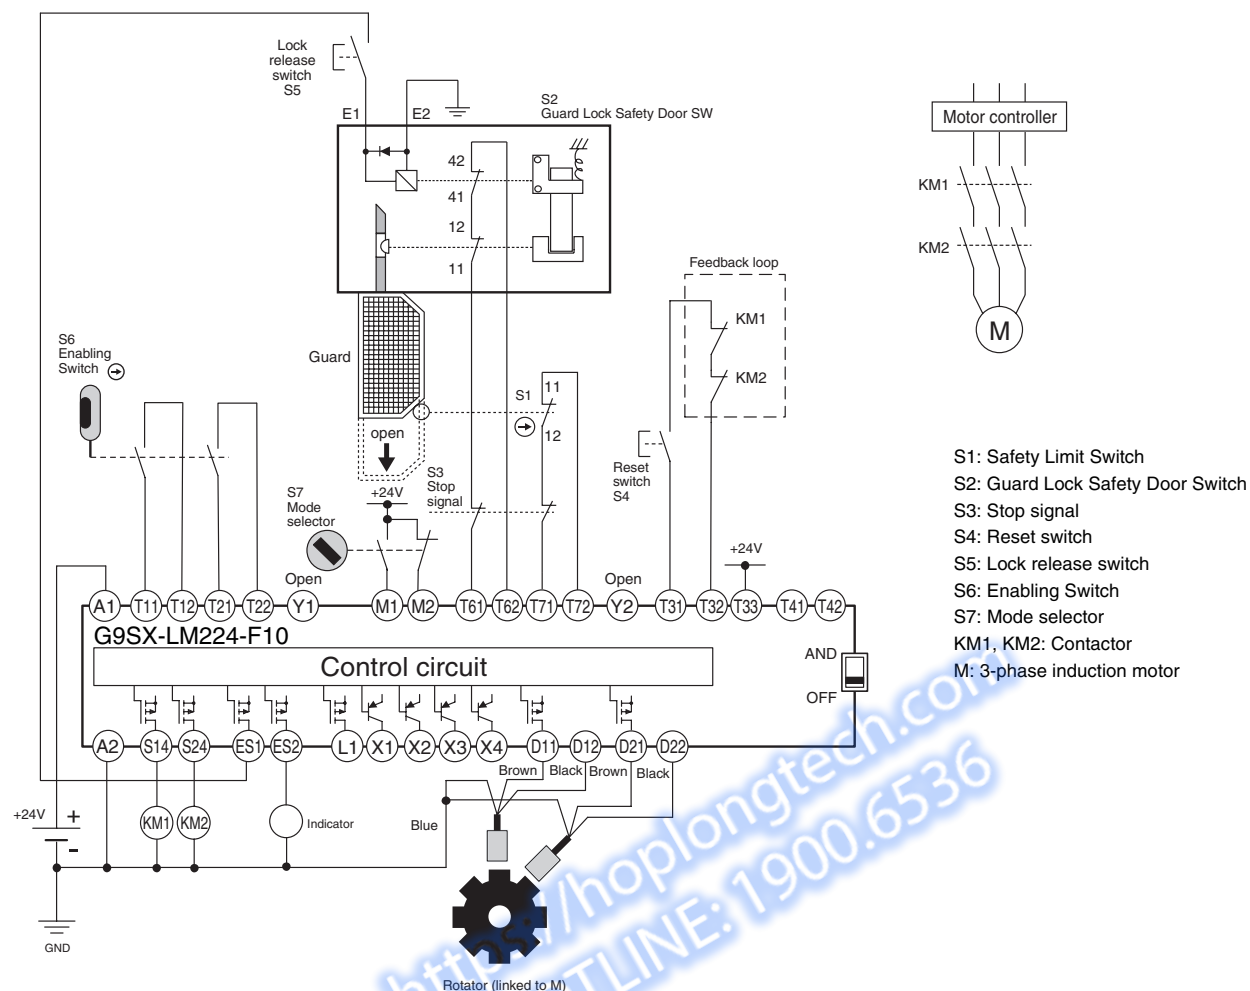 Lock
release
switch
S5
E1
E2
S2
Guard Lock Safety Door SW
42
41
12
11
Motor controller
KM1
KM2
M
Feedback loop
KM1
KM2
S6
Enabling
Switch
Guard
open
S1
11
12
S3
Stop
signal
S7
Mode
selector
+24V
Reset
switch
S4
+24V
Open
Open
S1: Safety Limit Switch
S2: Guard Lock Safety Door Switch
S3: Stop signal
S4: Reset switch
S5: Lock release switch
S6: Enabling Switch
S7: Mode selector
KM1, KM2: Contactor
M: 3-phase induction motor
A1 T11 T12 T21 T22 Y1 M1 M2 T61 T62 T71 T72 Y2 T31 T32 T33 T41 T42
G9SX-LM224-F10
Control circuit
AND
OFF
A2 S14 S24 ES1 ES2 L1 X1 X2 X3 X4 D11 D12 D21 D22
Brown Black Brown Black
+24V
+
-
KM1 KM2
Indicator
Blue
GND
Rotator (linked to M)
https://hoplongtech.com
HOTLINE: 1900.6536